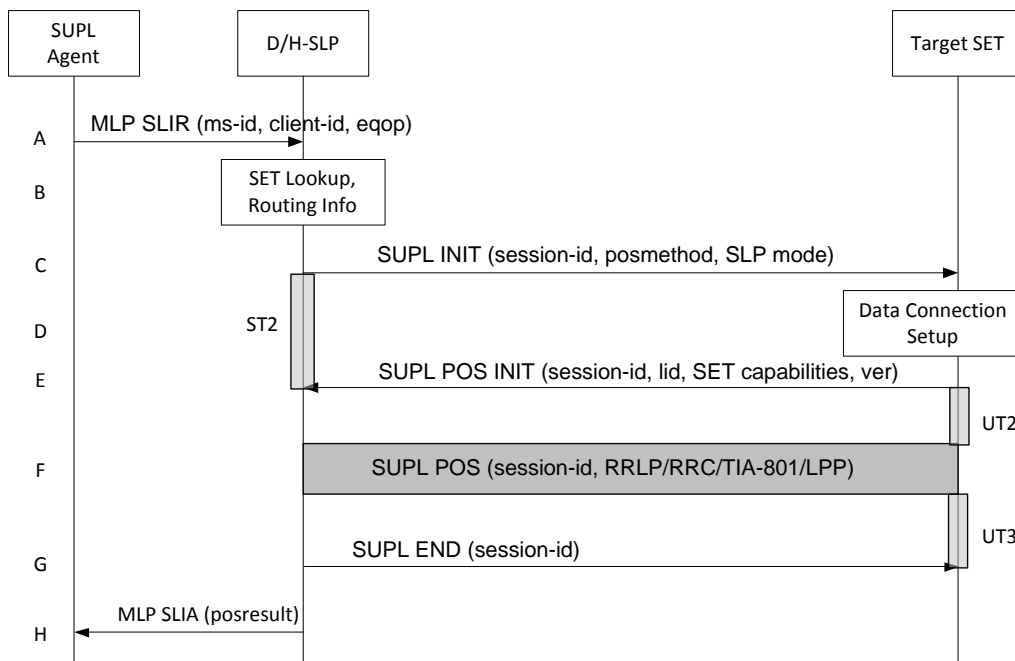 SUPL
Agent
D/H-SLP
Target SET
A
MLP SLIR (ms-id, client-id, eqop)
B
SET Lookup,
Routing Info
C
SUPL INIT (session-id, posmethod, SLP mode)
D
ST2
Data Connection
Setup
E
SUPL POS INIT (session-id, lid, SET capabilities, ver)
UT2
F
SUPL POS (session-id, RRLP/RRC/TIA-801/LPP)
UT3
G
SUPL END (session-id)
H
MLP SLIA (posresult)